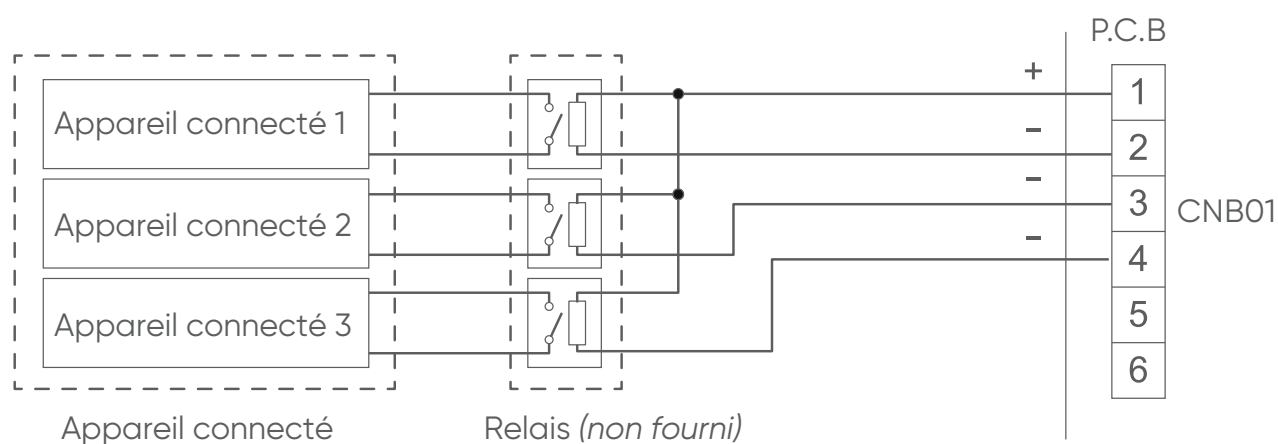 P.C.B
+
1
Appareil connecté 1
-
2
-
Appareil connecté 2
3
CNB01
-
4
Appareil connecté 3
5
6
Appareil connecté
Relais (non fourni)